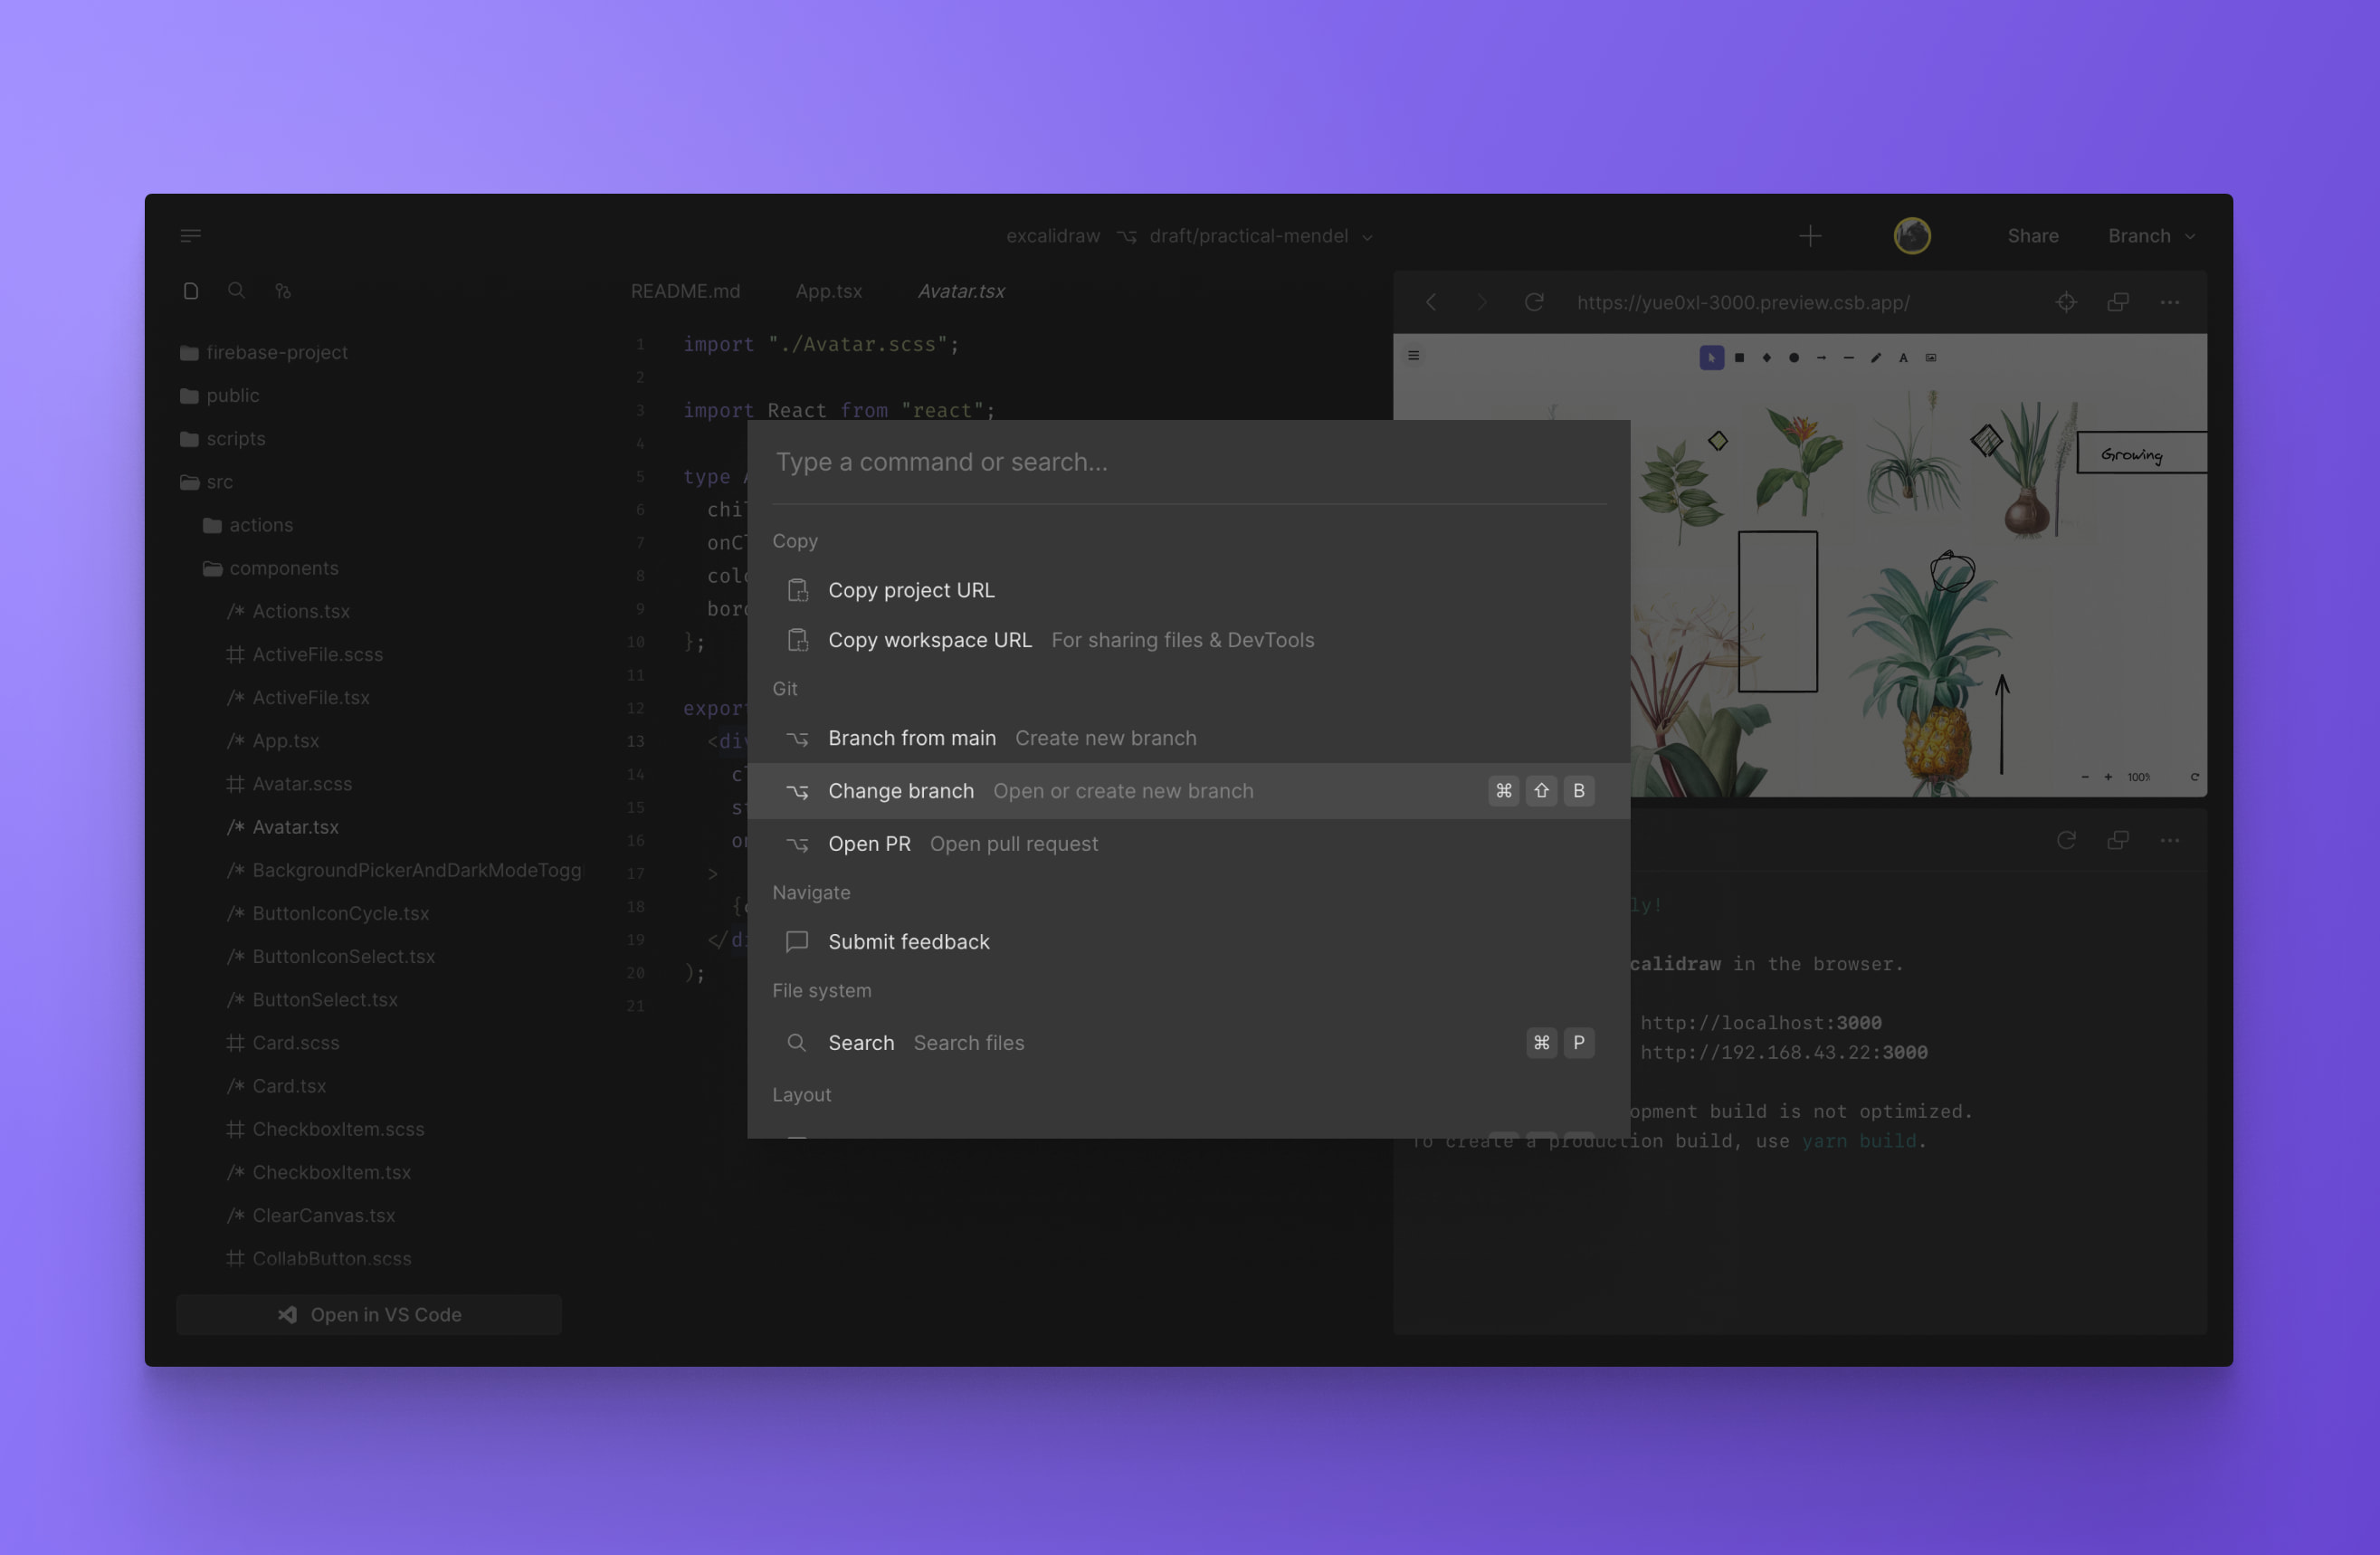 excalidraw draft/practical-mendel
Share Branch
README.md App.tsx Avatar.tsx
firebase-project
public
scripts
src
actions
components
/* Actions.tsx
ActiveFile.scss
/* ActiveFile.tsx
/* App.tsx
Avatar.scss
/* Avatar.tsx
/* BackgroundPickerAndDarkModeTogg
/* ButtonIconCycle.tsx
/* ButtonIconSelect.tsx
/* ButtonSelect.tsx
Card.scss
/* Card.tsx
CheckboxItem.scss
/* CheckboxItem.tsx
/* ClearCanvas.tsx
CollabButton.scss
Open in VS Code
1 import "./Avatar.scss";
2
3 import React from "react";
4
5 type
6 chi
7 onC
8 colo
9 bord
10 };
11
12 export
13 <div
14 c
15 s
16 on
17 >
18 {c
19 </di
20 );
21
Type a command or search...
Copy
Copy project URL
Copy workspace URL For sharing files & DevTools
Git
Branch from main Create new branch
Change branch Open or create new branch ⌘ ⇧ B
Open PR Open pull request
Navigate
Submit feedback
File system
Search Search files ⌘ P
Layout
https://yue0xl-3000.preview.csb.app/
A
Growing
- + 100%
ly!
calidraw in the browser.
http://localhost:3000
http://192.168.43.22:3000
opment build is not optimized.
To create a production build, use yarn build.